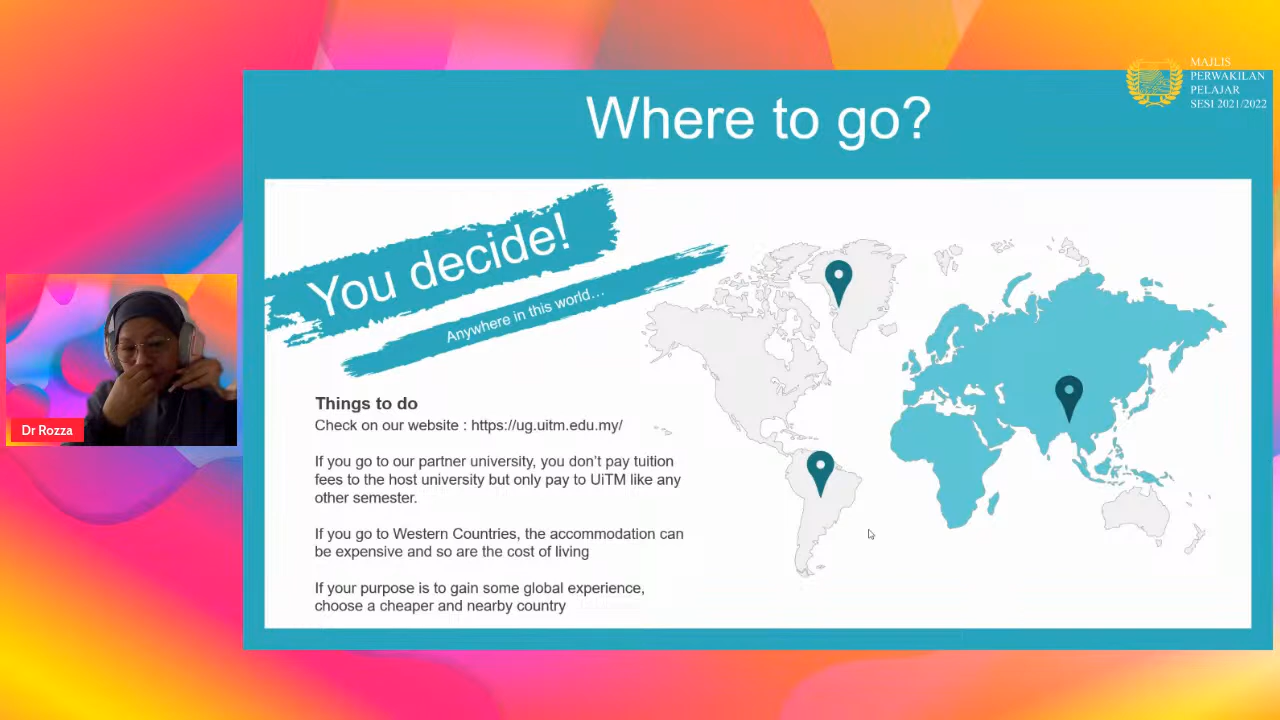 MAJLIS
PERWAKILAN
PELAJAR
SESI 2021/2022
Where to go?
You decide!
Anywhere in this world...
Things to do
Check on our website : https://ug.uitm.edu.my/
If you go to our partner university, you don't pay tuition
fees to the host university but only pay to UiTM like any
other semester.
If you go to Western Countries, the accommodation can
be expensive and so are the cost of living
If your purpose is to gain some global experience,
choose a cheaper and nearby country
Dr Rozza